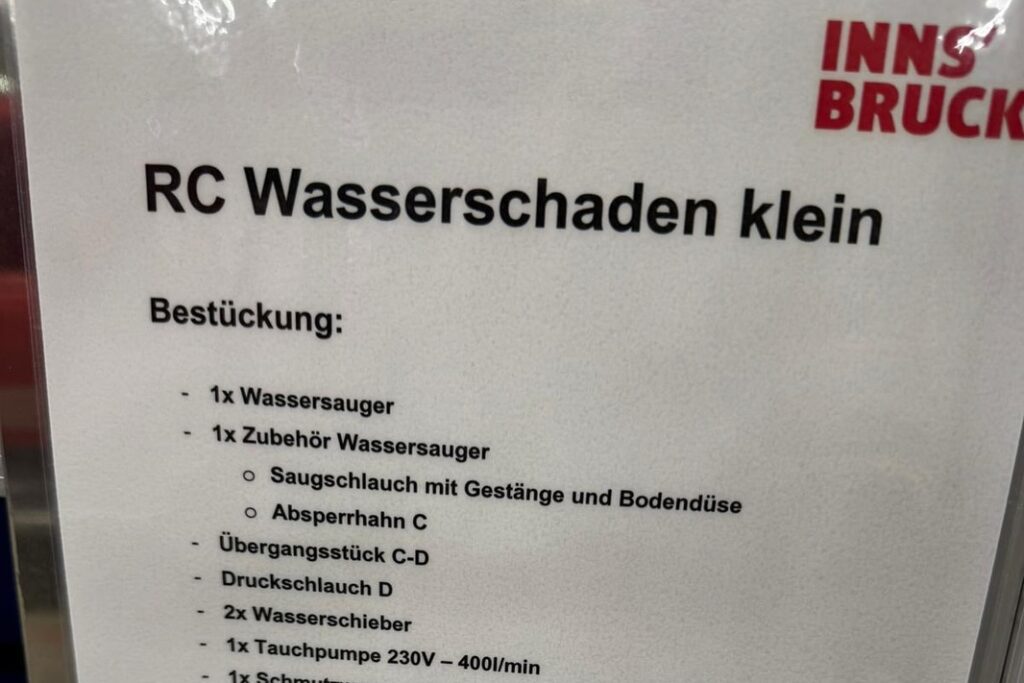 INNS'
BRUCK
RC Wasserschaden klein
Bestückung:
- 1x Wassersauger
- 1x Zubehör Wassersauger
o Saugschlauch mit Gestänge und Bodendüse
o Absperrhahn C
- Übergangsstück C-D
- Druckschlauch D
- 2x Wasserschieber
- 1x Tauchpumpe 230V – 400l/min
- 1x